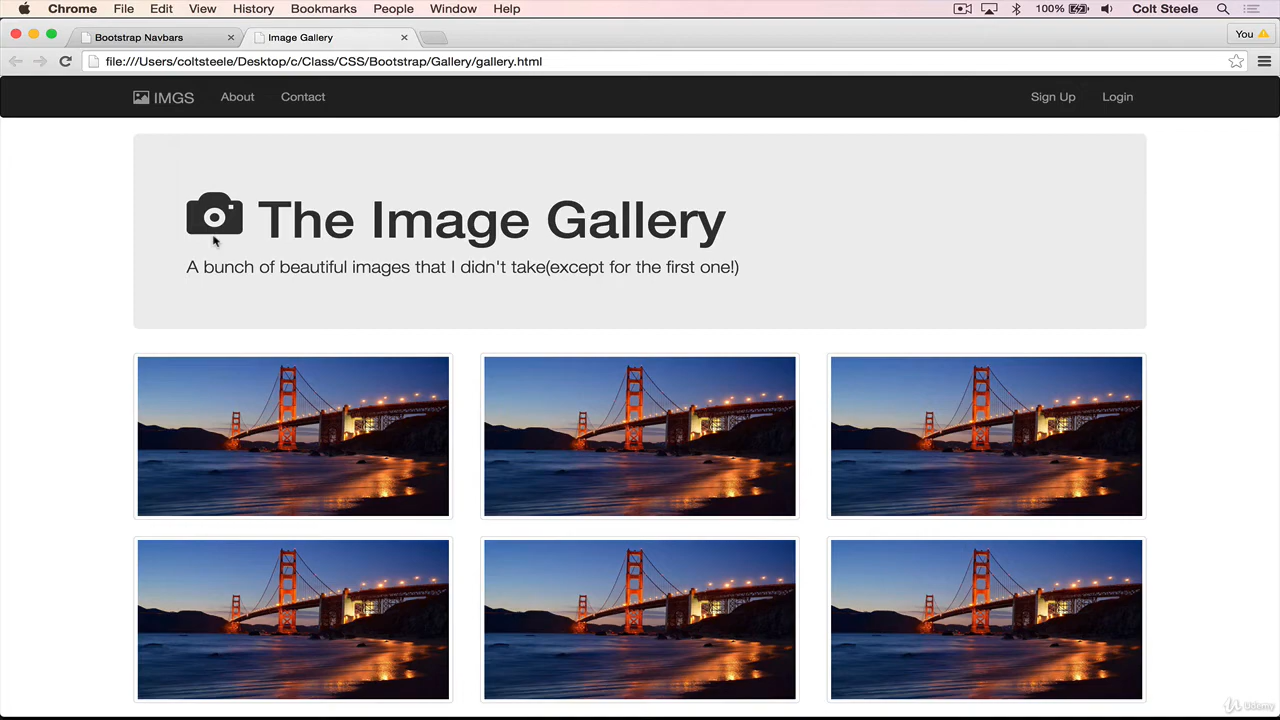 Chrome File Edit View History Bookmarks People Window Help 100% Colt Steele
Bootstrap Navbars Image Gallery You
file:///Users/coltsteele/Desktop/c/Class/CSS/Bootstrap/Gallery/gallery.html
IMGS About Contact Sign Up Login
The Image Gallery
A bunch of beautiful images that I didn't take(except for the first one!)
Udemy